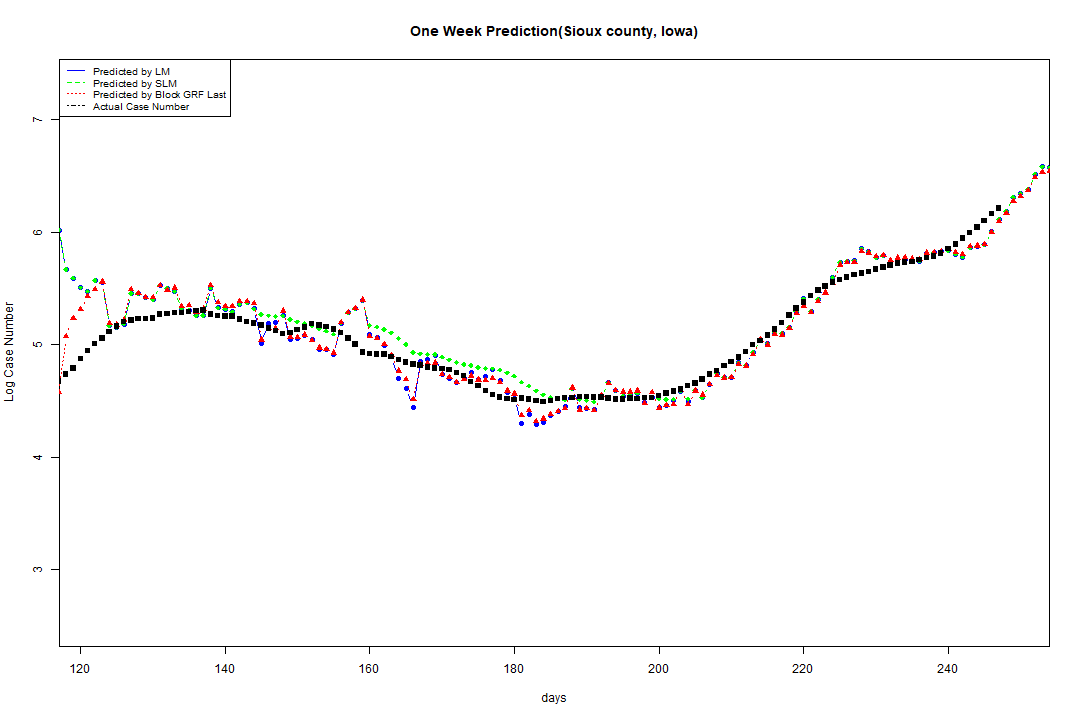 One Week Prediction(Sioux county, Iowa)
Predicted by LM
Predicted by SLM
Predicted by Block GRF Last
Actual Case Number
7
6
5
4
3
Log Case Number
120 140 160 180 200 220 240
days